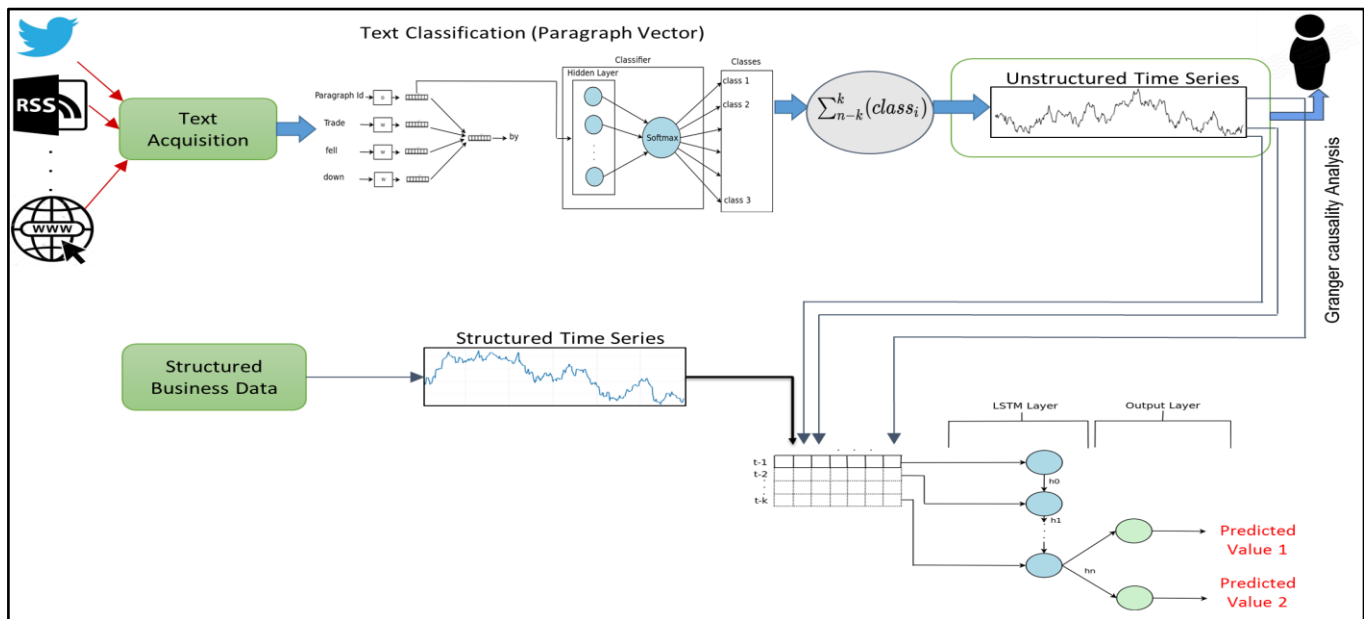 Text Classification (Paragraph Vector)
RSS
WWW
Text
Acquisition
Paragraph Id
Trade
fell
down
w
w
w
by
Classifier
Hidden Layer
Softmax
Classes
class 1
class 2
class 3
∑ᵏₙ₋ₖ(classᵢ)
Unstructured Time Series
Granger causality Analysis
Structured
Business Data
Structured Time Series
LSTM Layer
Output Layer
t-1
t-2
t-k
h0
h1
hn
Predicted
Value 1
Predicted
Value 2